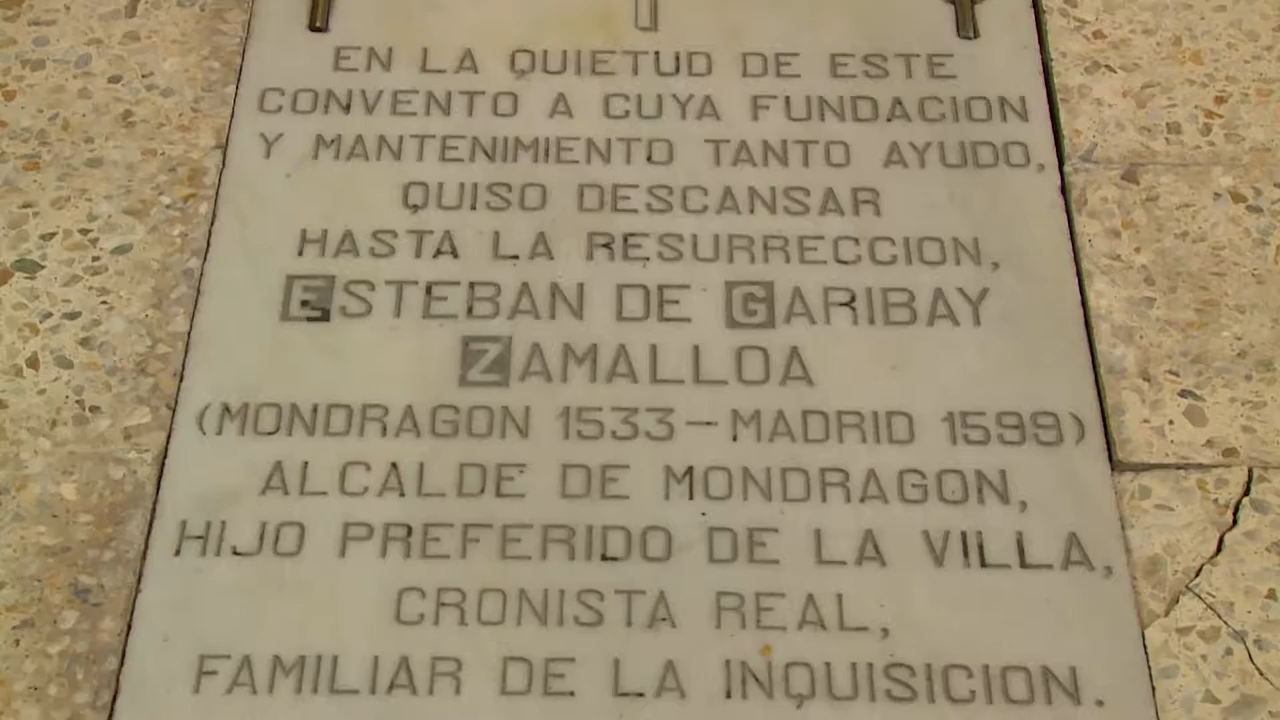 EN LA QUIETUD DE ESTE
CONVENTO A CUYA FUNDACION
Y MANTENIMIENTO TANTO AYUDO,
QUISO DESCANSAR
HASTA LA RESURRECCION,
ESTEBAN DE GARIBAY
ZAMALLOA
(MONDRAGON 1533-MADRID 1599)
ALCALDE DE MONDRAGON,
HIJO PREFERIDO DE LA VILLA,
CRONISTA REAL,
FAMILIAR DE LA INQUISICION.